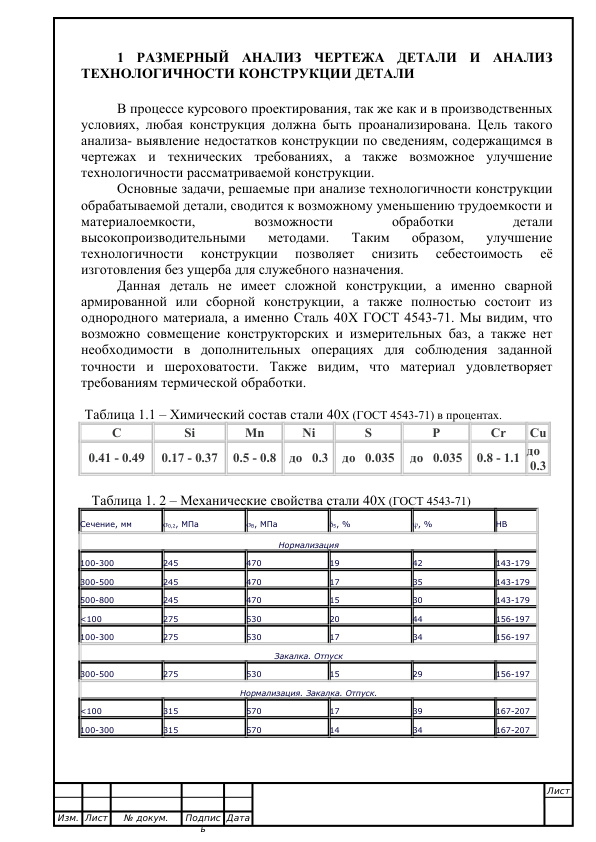 1 РАЗМЕРНЫЙ АНАЛИЗ ЧЕРТЕЖА ДЕТАЛИ И АНАЛИЗ
ТЕХНОЛОГИЧНОСТИ КОНСТРУКЦИИ ДЕТАЛИ
В процессе курсового проектирования, так же как и в производственных
условиях, любая конструкция должна быть проанализирована. Цель такого
анализа- выявление недостатков конструкции по сведениям, содержащимся в
чертежах и технических требованиях, а также возможное улучшение
технологичности рассматриваемой конструкции.
Основные задачи, решаемые при анализе технологичности конструкции
обрабатываемой детали, сводится к возможному уменьшению трудоемкости и
материалоемкости, возможности обработки детали
высокопроизводительными методами. Таким образом, улучшение
технологичности конструкции позволяет снизить себестоимость её
изготовления без ущерба для служебного назначения.
Данная деталь не имеет сложной конструкции, а именно сварной
армированной или сборной конструкции, а также полностью состоит из
однородного материала, а именно Сталь 40Х ГОСТ 4543-71. Мы видим, что
возможно совмещение конструкторских и измерительных баз, а также нет
необходимости в дополнительных операциях для соблюдения заданной
точности и шероховатости. Также видим, что материал удовлетворяет
требованиям термической обработки.
Таблица 1.1 – Химический состав стали 40Х (ГОСТ 4543-71) в процентах.
C Si Mn Ni S P Cr Cu
0.41 - 0.49 0.17 - 0.37 0.5 - 0.8 до 0.3 до 0.035 до 0.035 0.8 - 1.1 до 0.3
Таблица 1. 2 – Механические свойства стали 40Х (ГОСТ 4543-71)
Сечение, мм σ0,2, МПа σв, МПа δ5, % ψ, % НВ
Нормализация
100-300 245 470 19 42 143-179
300-500 245 470 17 35 143-179
500-800 245 470 15 30 143-179
<100 275 530 20 44 156-197
100-300 275 530 17 34 156-197
Закалка. Отпуск
300-500 275 530 15 29 156-197
Нормализация. Закалка. Отпуск.
<100 315 570 17 39 167-207
100-300 315 570 14 34 167-207
Лист
Изм. Лист № докум. Подпис
ь Дата